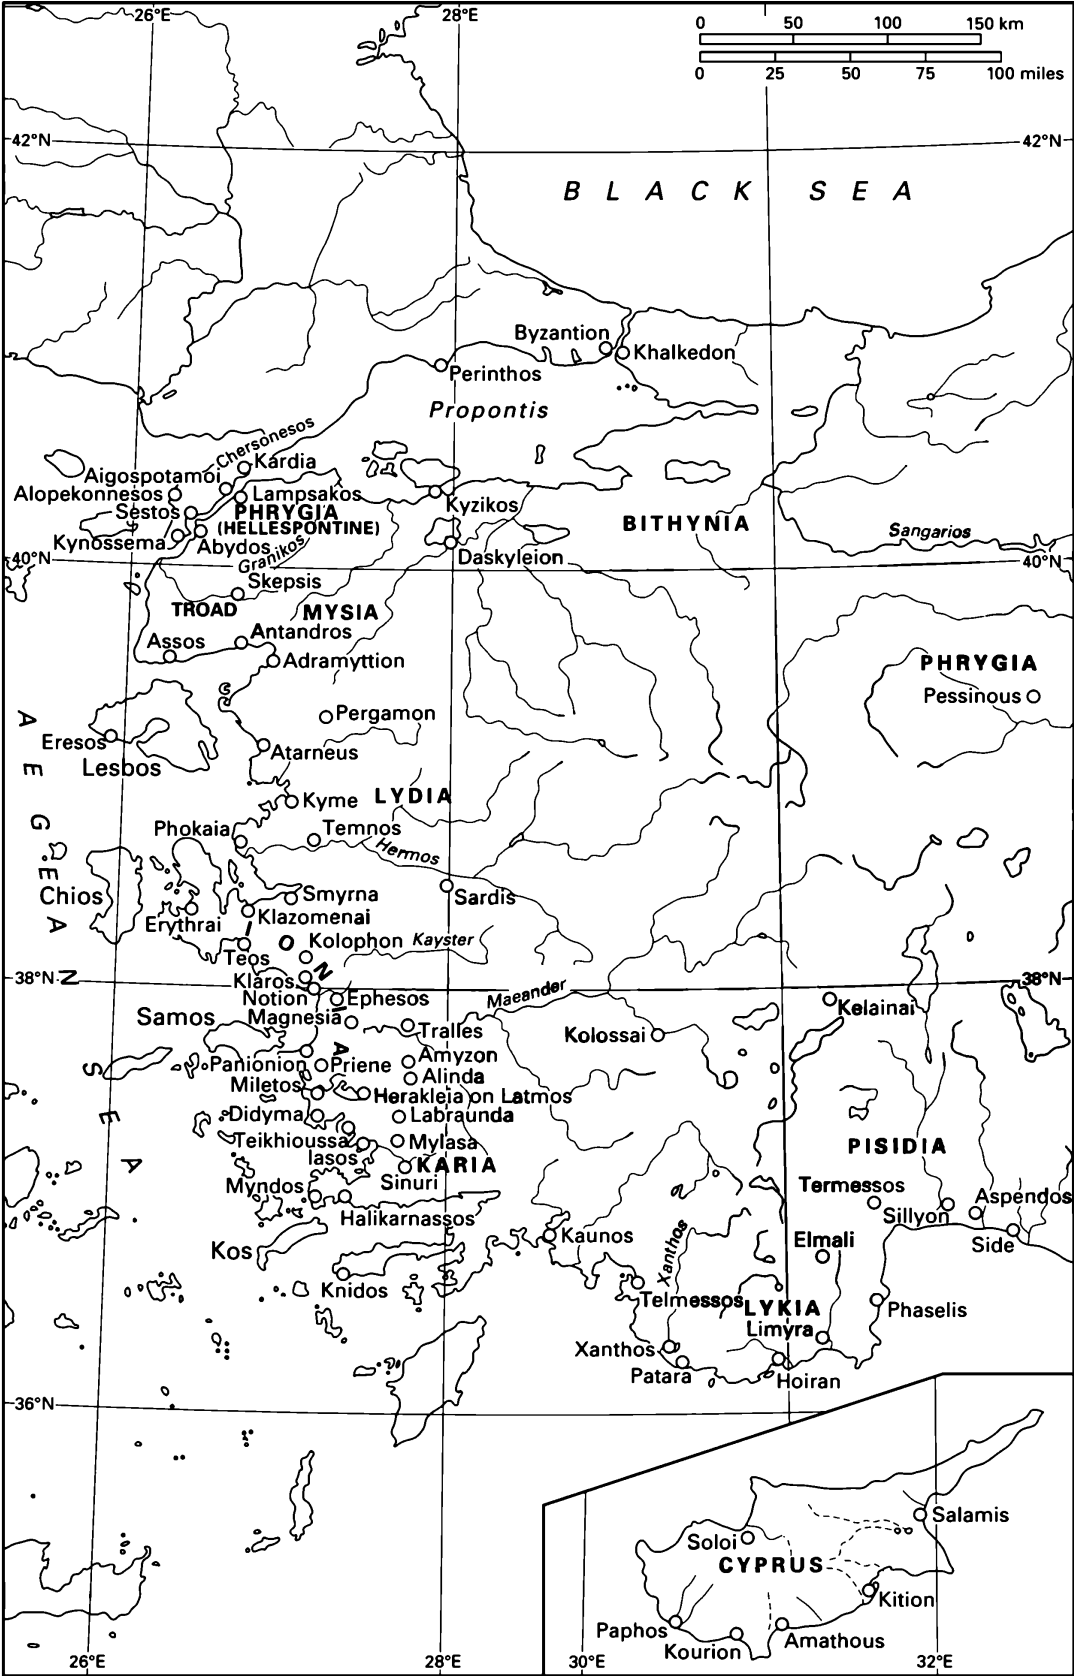 26°E
28°E
0 50 100 150 km
0 25 50 75 100 miles
42°N
42°N
BLACK SEA
Byzantion
Khalkedon
Perinthos
Propontis
Chersonesos
Kardia
Aigospotamoi
Alopekonnesos
Lampsakos
Sestos
PHRYGIA
(HELLESPONTINE)
Kyzikos
BITHYNIA
Sangarios
Kynossema
Abydos
Granikos
Daskyleion
40°N
40°N
Skepsis
TROAD
MYSIA
Antandros
Assos
Adramyttion
PHRYGIA
Pessinous
Pergamon
Eresos
Atarneus
Lesbos
AEGEAN SEA
Kyme
LYDIA
Phokaia
Temnos
Hermos
Chios
Smyrna
Sardis
Erythrai
Klazomenai
IONIA
Kolophon
Kayster
Teos
Klaros
38°N
Notion
Ephesos
Maeander
Kelainai
Magnesia
Samos
Tralles
Kolossai
Panionion
Priene
Amyzon
Alinda
Miletos
Herakleia on Latmos
Didyma
Labraunda
Teikhioussa
Mylasa
Iasos
KARIA
Sinuri
PISIDIA
Myndos
Halikarnassos
Termessos
Sillyon
Aspendos
Side
Kos
Kaunos
Xanthos
Elmali
Knidos
Telmessos
LYKIA
Phaselis
Limyra
Xanthos
Patara
Hoiran
36°N
Salamis
Soloi
CYPRUS
Kition
Paphos
Kourion
Amathous
26°E
28°E
30°E
32°E